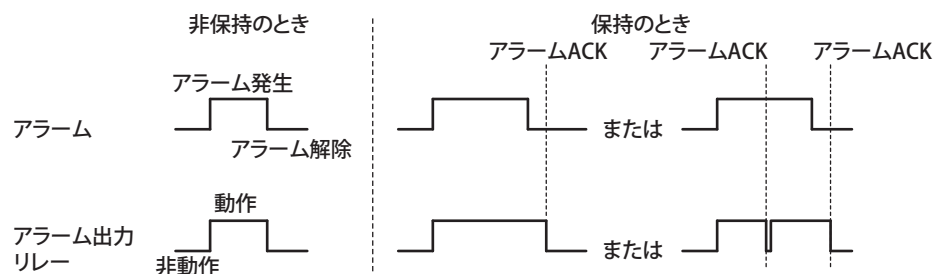 非保持のとき
保持のとき
アラームACK
アラームACK
アラームACK
アラーム発生
アラーム
または
アラーム解除
動作
アラーム出力
リレー
または
非動作